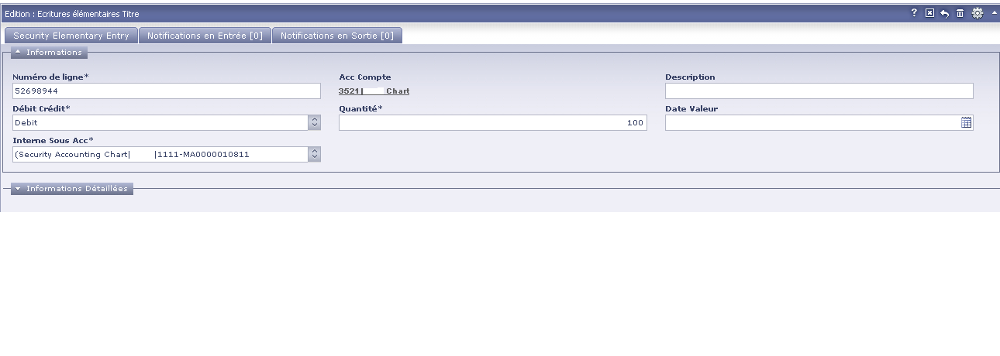 Edition : Ecritures élémentaires Titre ?
Security Elementary Entry Notifications en Entrée [0] Notifications en Sortie [0]
Informations
Numéro de ligne* Acc Compte Description
52698944 3521| Chart
Débit Crédit* Quantité* Date Valeur
Debit 100
Interne Sous Acc*
(Security Accounting Chart| |1111-MA0000010811
Informations Détaillées